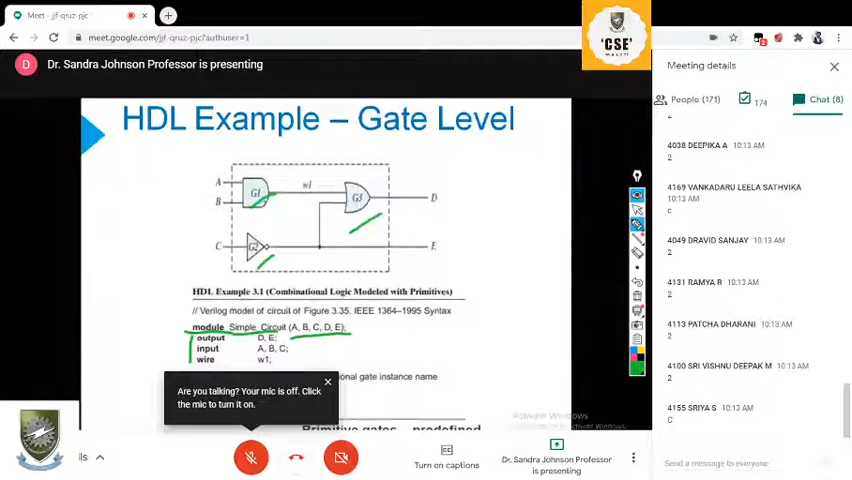 Meet - jjf-qruz-pjc
meet.google.com/jjf-qruz-pjc?authuser=1
2
'CSE'
D
Dr. Sandra Johnson Professor is presenting
Meeting details
People (171)
174
Chat (8)
HDL Example – Gate Level
A
B
C
G1
w1
G3
G2
D
E
HDL Example 3.1 (Combinational Logic Modeled with Primitives)
// Verilog model of circuit of Figure 3.35. IEEE 1364–1995 Syntax
module Simple_Circuit (A, B, C, D, E);
output D, E;
input A, B, C;
wire w1;
onal gate instance name
Primitive gates - predefined
Are you talking? Your mic is off. Click
the mic to turn it on.
Activate Windows
ils
Turn on captions
Dr. Sandra Johnson Professor
is presenting
2
4038 DEEPIKA A 10:13 AM
2
4169 VANKADARU LEELA SATHVIKA
10:13 AM
c
4049 DRAVID SANJAY 10:13 AM
2
4131 RAMYA R 10:13 AM
2
4113 PATCHA DHARANI 10:13 AM
2
4100 SRI VISHNU DEEPAK M 10:13 AM
2
4155 SRIYA S 10:13 AM
C
Send a message to everyone